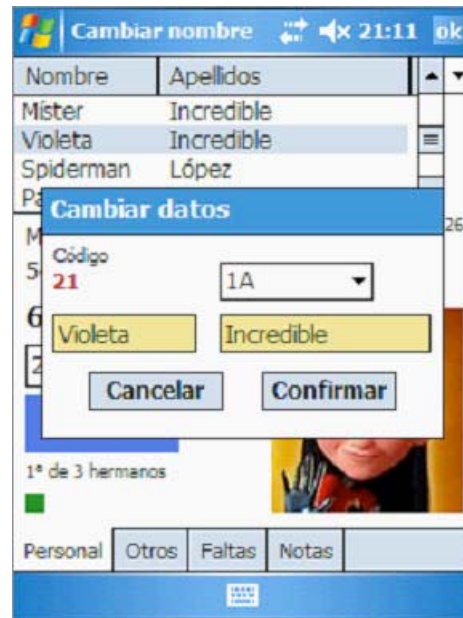 Cambiar nombre 21:11 ok
Nombre Apellidos
Míster Incredible
Violeta Incredible
Spiderman López
Cambiar datos
Código
21
1A
Violeta Incredible
Cancelar Confirmar
1ª de 3 hermanos
Personal Otros Faltas Notas